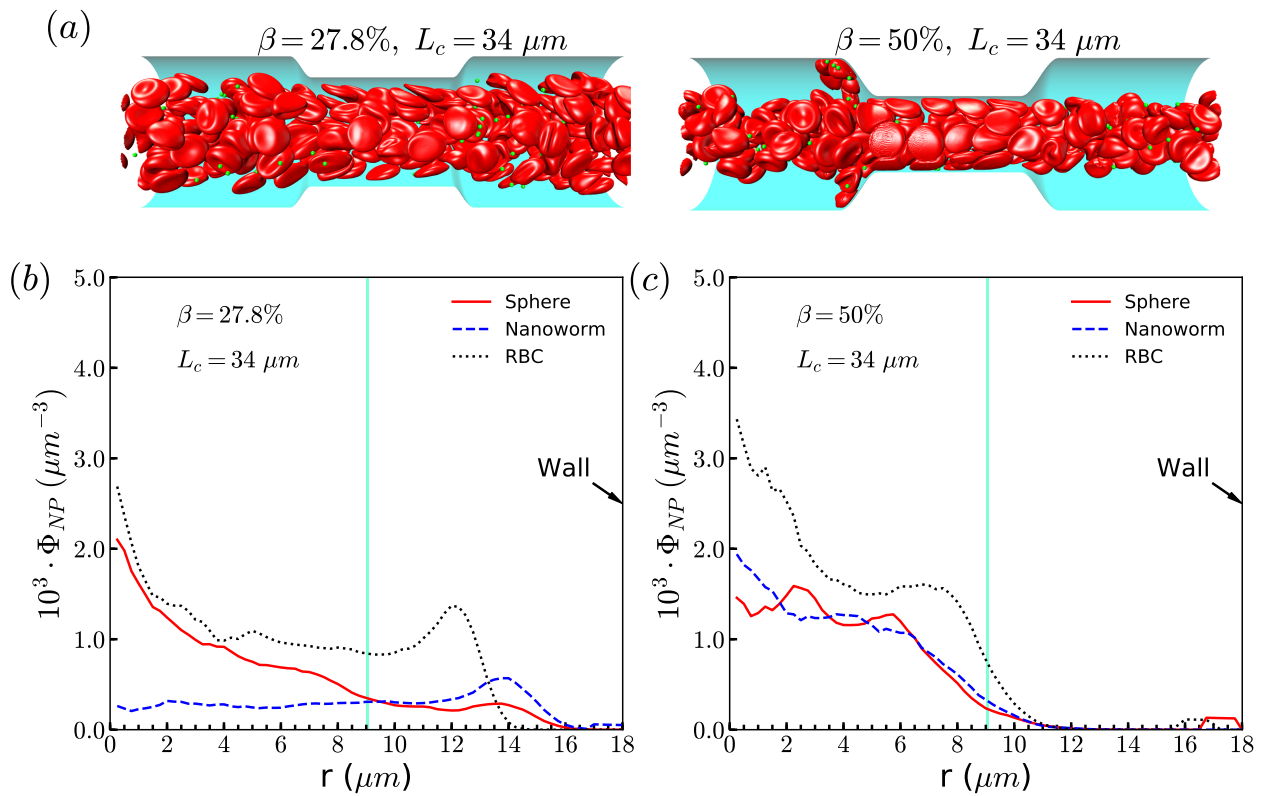 (a)
β = 27.8%, L_c = 34 μm
β = 50%, L_c = 34 μm
(b)
5.0
4.0
3.0
2.0
1.0
0.0
10³ · Φ_NP (μm⁻³)
β = 27.8%
L_c = 34 μm
Sphere
Nanoworm
RBC
Wall
0 2 4 6 8 10 12 14 16 18
r (μm)
(c)
5.0
4.0
3.0
2.0
1.0
0.0
10³ · Φ_NP (μm⁻³)
β = 50%
L_c = 34 μm
Sphere
Nanoworm
RBC
Wall
0 2 4 6 8 10 12 14 16 18
r (μm)